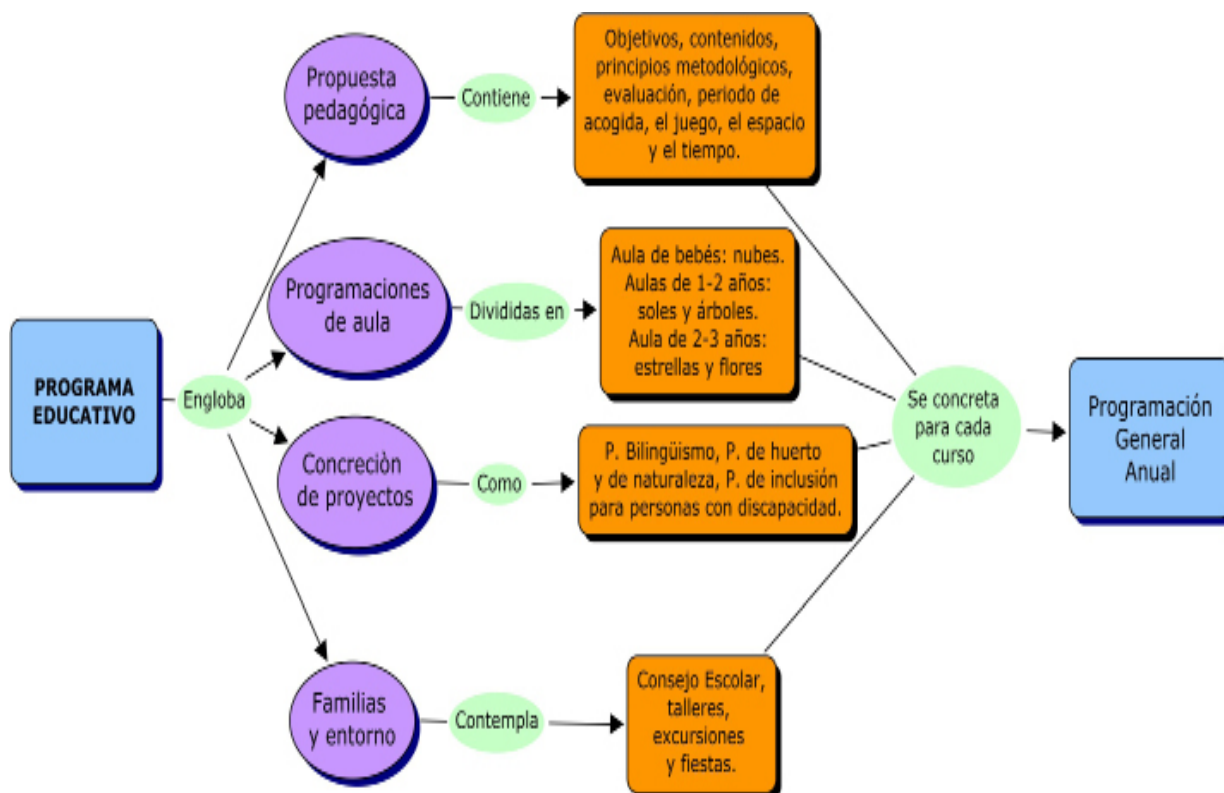 PROGRAMA
EDUCATIVO
Engloba
Propuesta
pedagógica
Contiene
Objetivos, contenidos,
principios metodológicos,
evaluación, periodo de
acogida, el juego, el espacio
y el tiempo.
Programaciones
de aula
Divididas en
Aula de bebés: nubes.
Aulas de 1-2 años:
soles y árboles.
Aula de 2-3 años:
estrellas y flores
Concreciòn
de proyectos
Como
P. Bilingüismo, P. de huerto
y de naturaleza, P. de inclusión
para personas con discapacidad.
Familias
y entorno
Contempla
Consejo Escolar,
talleres,
excursiones
y fiestas.
Se concreta
para cada
curso
Programación
General
Anual